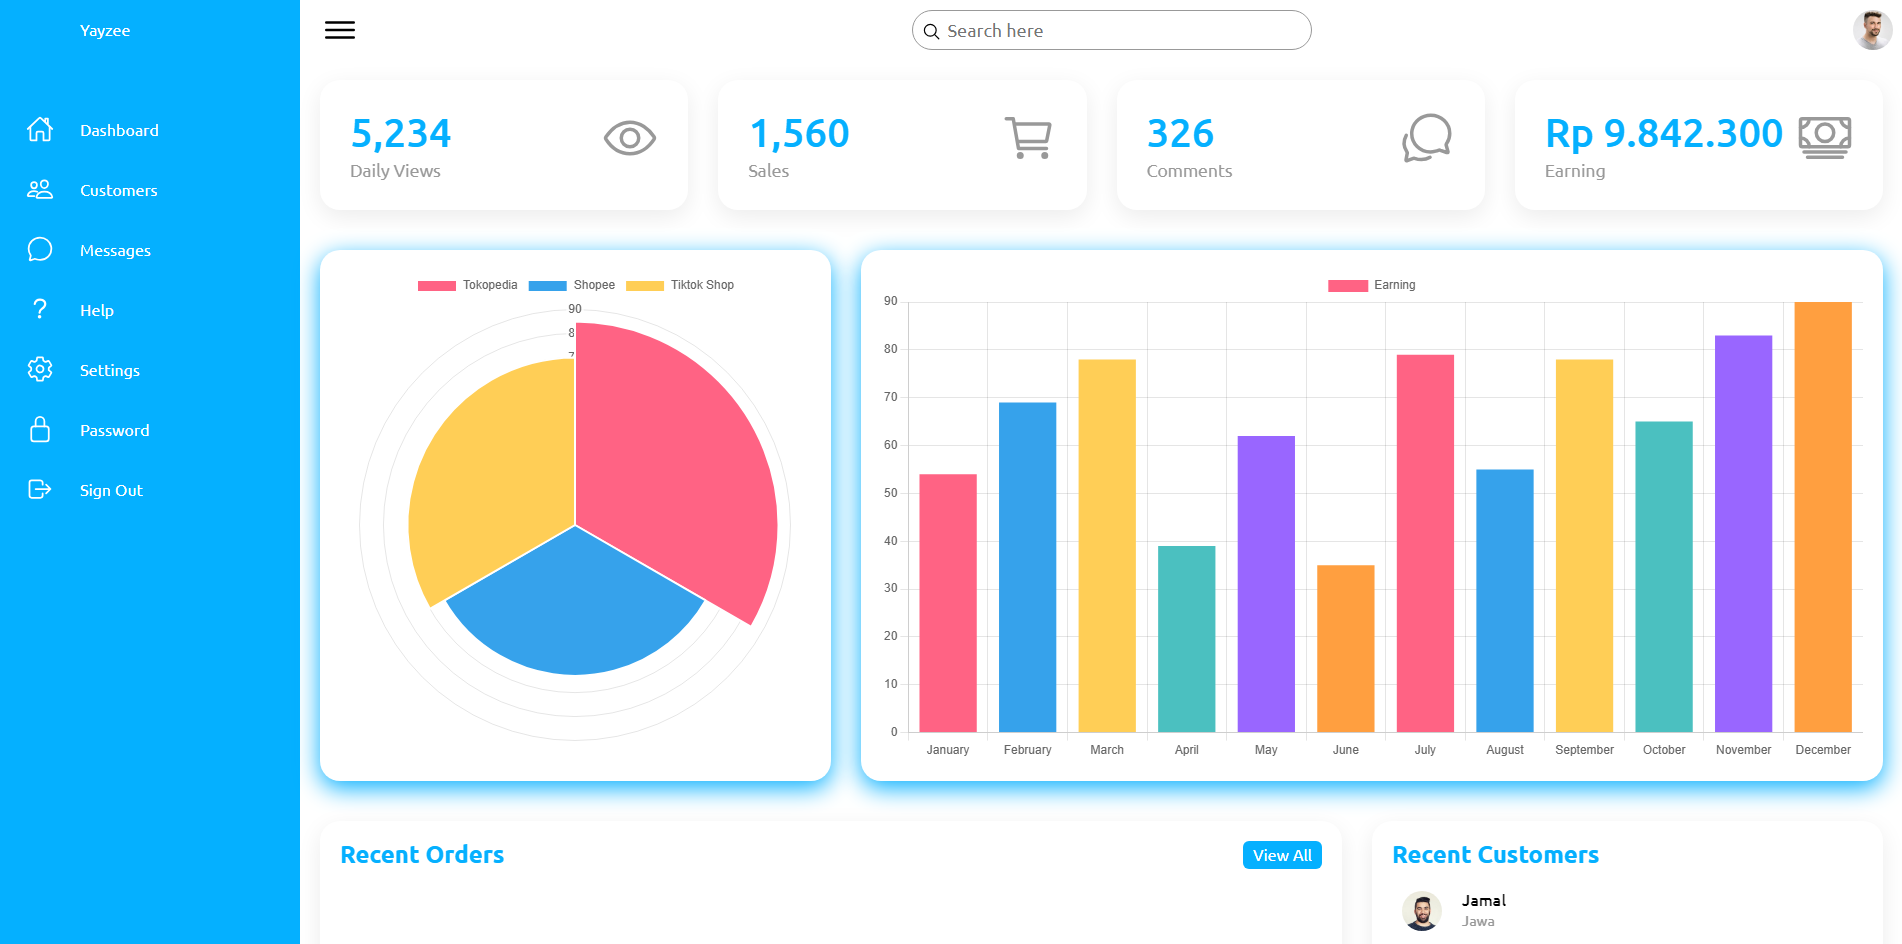 Yayzee
Dashboard
Customers
Messages
Help
Settings
Password
Sign Out
Search here
5,234
Daily Views
1,560
Sales
326
Comments
Rp 9.842.300
Earning
Tokopedia Shopee Tiktok Shop
90
8
7
Earning
90
80
70
60
50
40
30
20
10
0
January February March April May June July August September October November December
Recent Orders
View All
Recent Customers
Jamal
Jawa